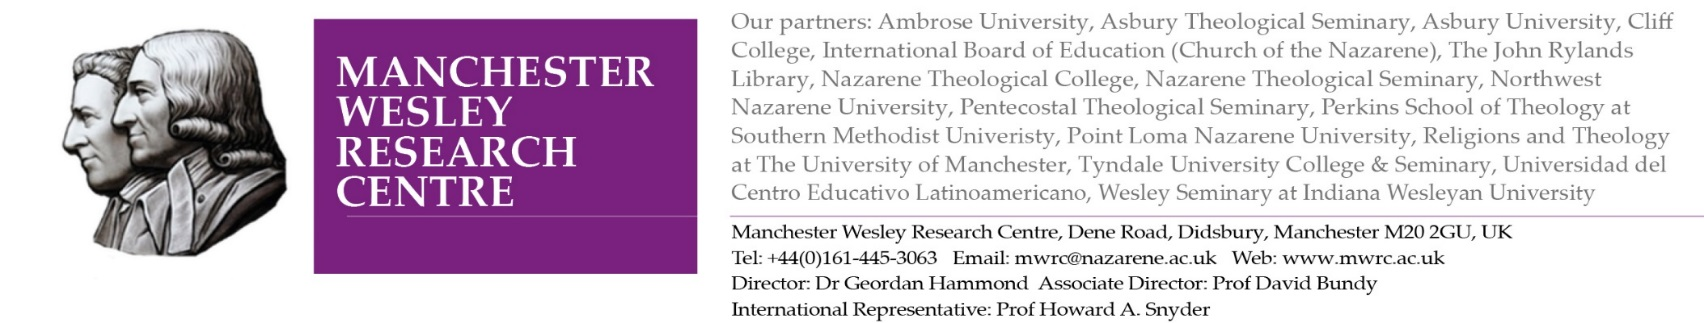 MANCHESTER
WESLEY
RESEARCH
CENTRE
Our partners: Ambrose University, Asbury Theological Seminary, Asbury University, Cliff
College, International Board of Education (Church of the Nazarene), The John Rylands
Library, Nazarene Theological College, Nazarene Theological Seminary, Northwest
Nazarene University, Pentecostal Theological Seminary, Perkins School of Theology at
Southern Methodist Univeristy, Point Loma Nazarene University, Religions and Theology
at The University of Manchester, Tyndale University College & Seminary, Universidad del
Centro Educativo Latinoamericano, Wesley Seminary at Indiana Wesleyan University
Manchester Wesley Research Centre, Dene Road, Didsbury, Manchester M20 2GU, UK
Tel: +44(0)161-445-3063 Email: mwrc@nazarene.ac.uk Web: www.mwrc.ac.uk
Director: Dr Geordan Hammond Associate Director: Prof David Bundy
International Representative: Prof Howard A. Snyder